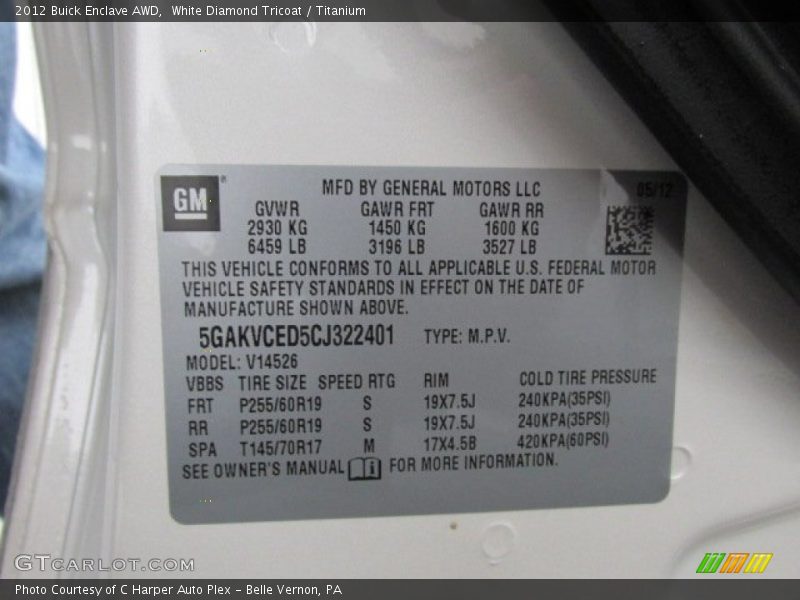 2012 Buick Enclave AWD,  White Diamond Tricoat / Titanium
GM
MFD BY GENERAL MOTORS LLC 05/12
GVWR GAWR FRT GAWR RR
2930 KG 1450 KG 1600 KG
6459 LB 3196 LB 3527 LB
THIS VEHICLE CONFORMS TO ALL APPLICABLE U.S. FEDERAL MOTOR
VEHICLE SAFETY STANDARDS IN EFFECT ON THE DATE OF
MANUFACTURE SHOWN ABOVE.
5GAKVCED5CJ322401 TYPE: M.P.V.
MODEL: V14526
VBBS TIRE SIZE SPEED RTG RIM COLD TIRE PRESSURE
FRT P255/60R19 S 19X7.5J 240KPA(35PSI)
RR P255/60R19 S 19X7.5J 240KPA(35PSI)
SPA T145/70R17 M 17X4.5B 420KPA(60PSI)
SEE OWNER'S MANUAL FOR MORE INFORMATION.
GTCARLOT.COM
Photo Courtesy of C Harper Auto Plex - Belle Vernon, PA